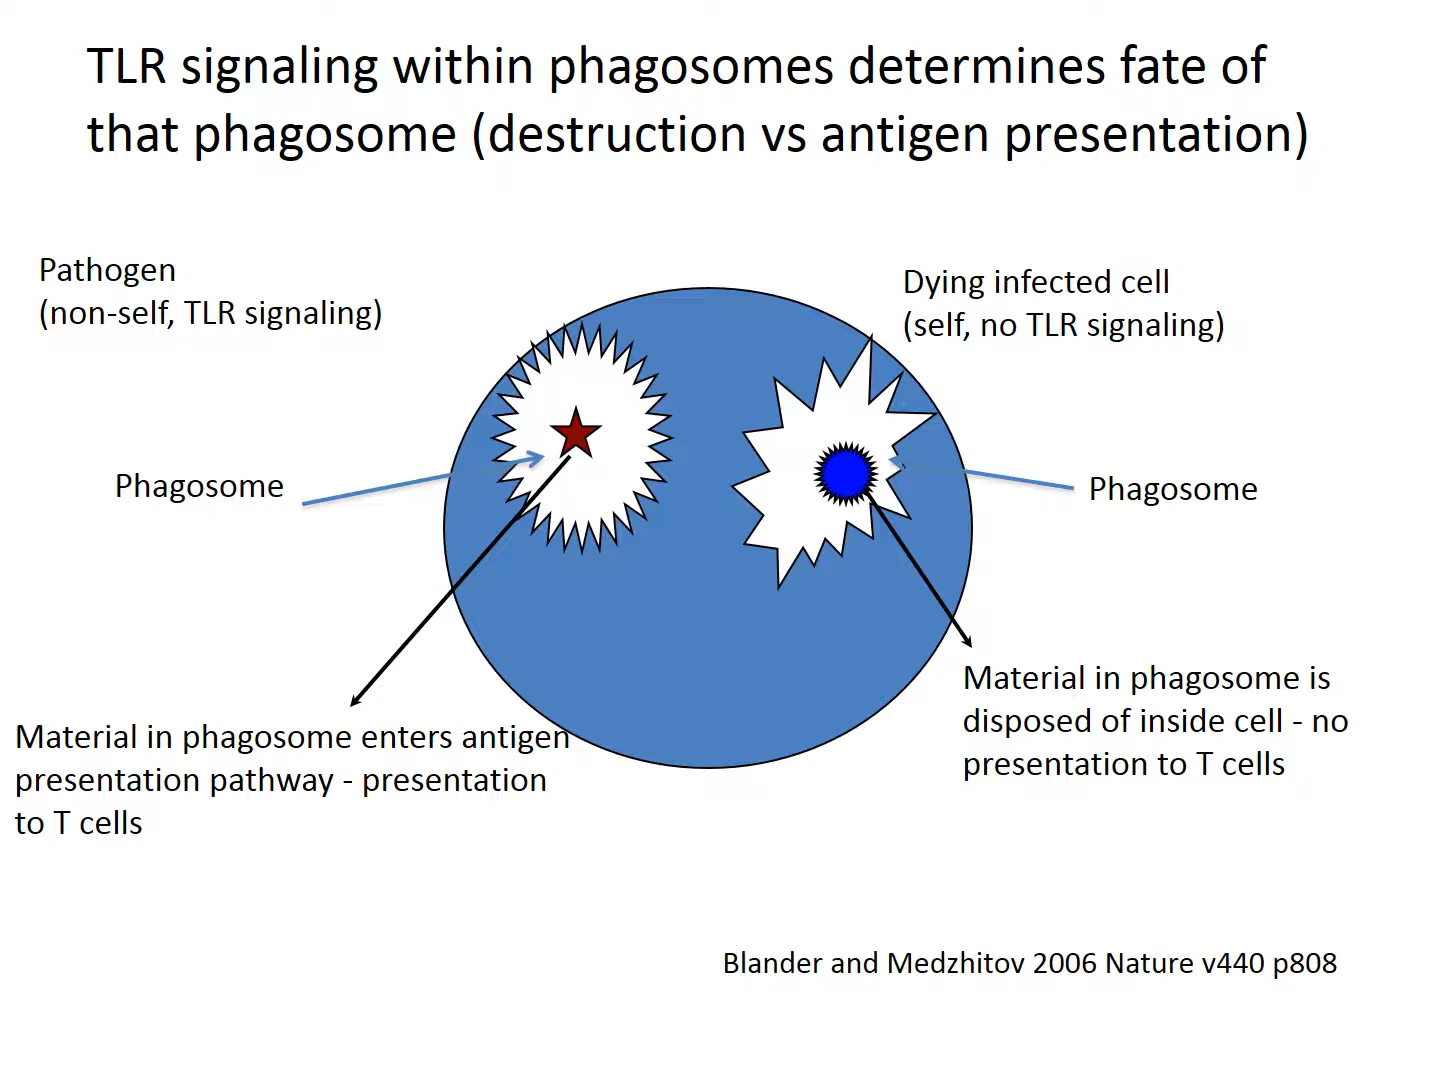 TLR signaling within phagosomes determines fate of
that phagosome (destruction vs antigen presentation)
Pathogen
(non-self, TLR signaling)
Dying infected cell
(self, no TLR signaling)
Phagosome
Phagosome
Material in phagosome enters antigen
presentation pathway - presentation
to T cells
Material in phagosome is
disposed of inside cell - no
presentation to T cells
Blander and Medzhitov 2006 Nature v440 p808